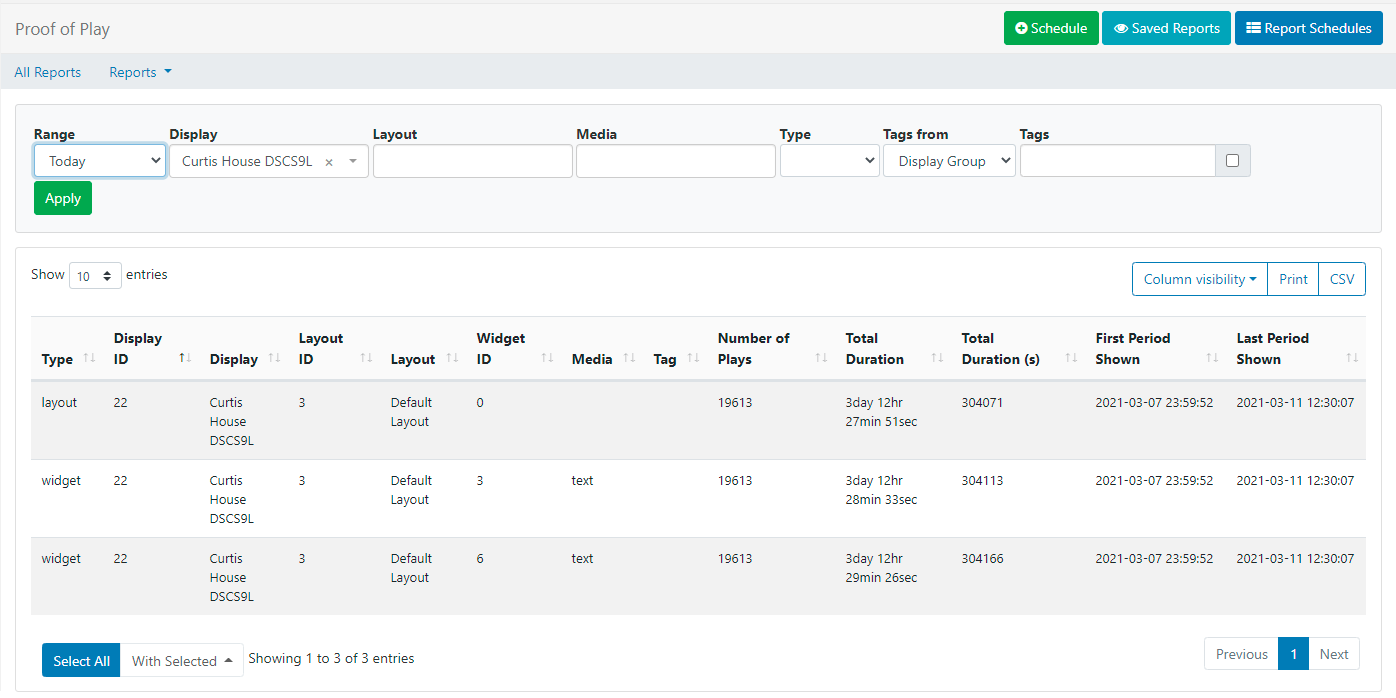 Proof of Play
Schedule
Saved Reports
Report Schedules
All Reports
Reports
Range
Display
Layout
Media
Type
Tags from
Tags
Today
Curtis House DSCS9L ×
Display Group
Apply
Show 10 entries
Column visibility
Print
CSV
Type
Display
ID
Display
Layout
ID
Layout
Widget
ID
Media
Tag
Number of
Plays
Total
Duration
Total
Duration (s)
First Period
Shown
Last Period
Shown
layout
22
Curtis
House
DSCS9L
3
Default
Layout
0
19613
3day 12hr
27min 51sec
304071
2021-03-07 23:59:52
2021-03-11 12:30:07
widget
22
Curtis
House
DSCS9L
3
Default
Layout
3
text
19613
3day 12hr
28min 33sec
304113
2021-03-07 23:59:52
2021-03-11 12:30:07
widget
22
Curtis
House
DSCS9L
3
Default
Layout
6
text
19613
3day 12hr
29min 26sec
304166
2021-03-07 23:59:52
2021-03-11 12:30:07
Select All
With Selected
Showing 1 to 3 of 3 entries
Previous
1
Next